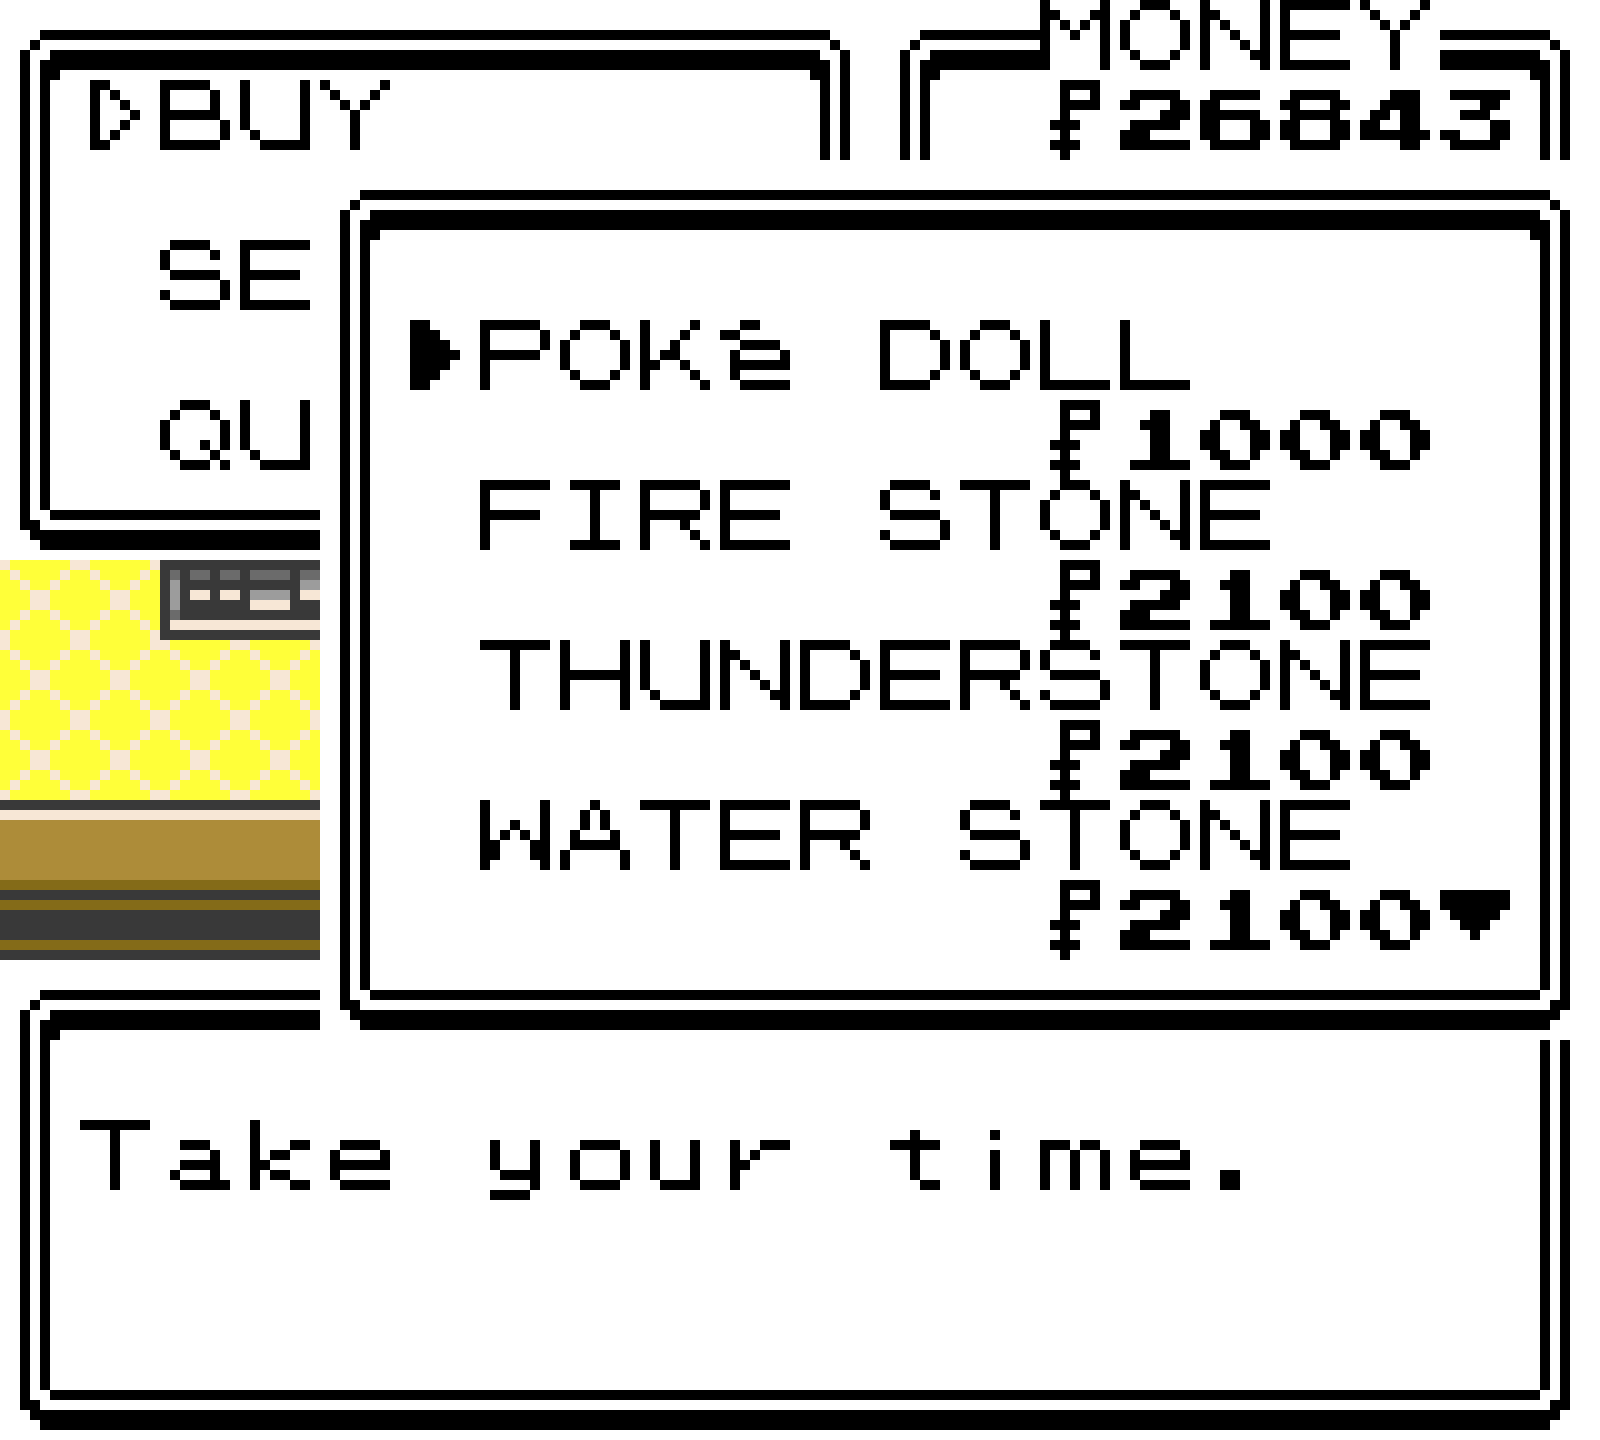 MONEY
BUY
₽26843
SE
QU
POKé DOLL
₽1000
FIRE STONE
₽2100
THUNDERSTONE
₽2100
WATER STONE
₽2100
Take your time.